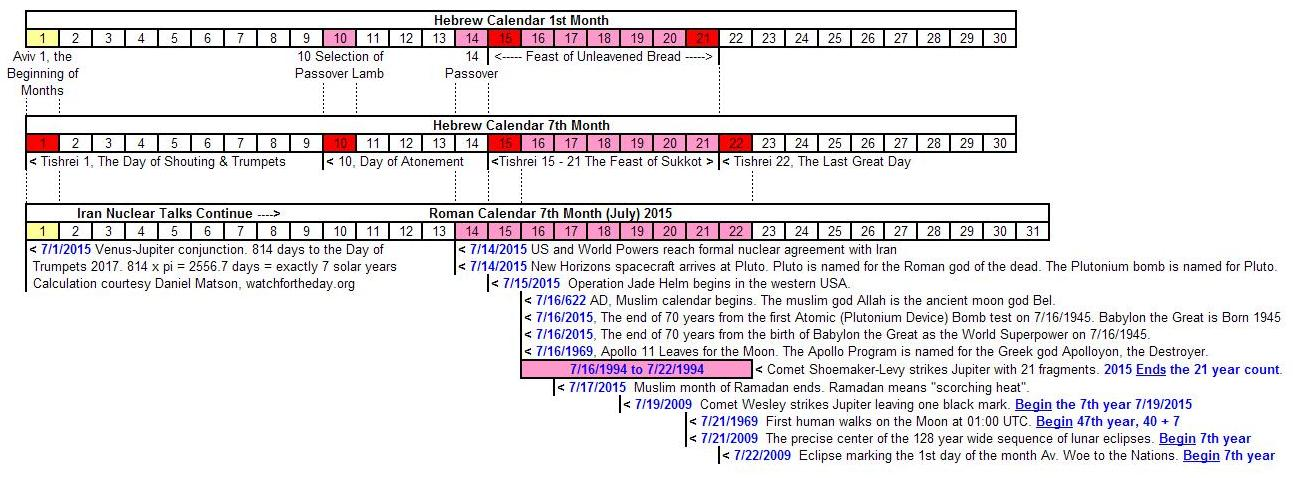 Hebrew Calendar 1st Month
1 2 3 4 5 6 7 8 9 10 11 12 13 14 15 16 17 18 19 20 21 22 23 24 25 26 27 28 29 30
Aviv 1, the 10 Selection of 14 <----- Feast of Unleavened Bread ----->
Beginning of Passover Lamb Passover
Months
Hebrew Calendar 7th Month
1 2 3 4 5 6 7 8 9 10 11 12 13 14 15 16 17 18 19 20 21 22 23 24 25 26 27 28 29 30
< Tishrei 1, The Day of Shouting & Trumpets < 10, Day of Atonement <Tishrei 15 - 21 The Feast of Sukkot > < Tishrei 22, The Last Great Day
Iran Nuclear Talks Continue ----> Roman Calendar 7th Month (July) 2015
1 2 3 4 5 6 7 8 9 10 11 12 13 14 15 16 17 18 19 20 21 22 23 24 25 26 27 28 29 30 31
< 7/1/2015 Venus-Jupiter conjunction. 814 days to the Day of < 7/14/2015 US and World Powers reach formal nuclear agreement with Iran
Trumpets 2017. 814 x pi = 2556.7 days = exactly 7 solar years < 7/14/2015 New Horizons spacecraft arrives at Pluto. Pluto is named for the Roman god of the dead. The Plutonium bomb is named for Pluto.
Calculation courtesy Daniel Matson, watchfortheday.org < 7/15/2015 Operation Jade Helm begins in the western USA.
< 7/16/622 AD, Muslim calendar begins. The muslim god Allah is the ancient moon god Bel.
< 7/16/2015, The end of 70 years from the first Atomic (Plutonium Device) Bomb test on 7/16/1945. Babylon the Great is Born 1945
< 7/16/2015, The end of 70 years from the birth of Babylon the Great as the World Superpower on 7/16/1945.
< 7/16/1969, Apollo 11 Leaves for the Moon. The Apollo Program is named for the Greek god Apolloyon, the Destroyer.
7/16/1994 to 7/22/1994 < Comet Shoemaker-Levy strikes Jupiter with 21 fragments. 2015 Ends the 21 year count.
< 7/17/2015 Muslim month of Ramadan ends. Ramadan means "scorching heat".
< 7/19/2009 Comet Wesley strikes Jupiter leaving one black mark. Begin the 7th year 7/19/2015
< 7/21/1969 First human walks on the Moon at 01:00 UTC. Begin 47th year, 40 + 7
< 7/21/2009 The precise center of the 128 year wide sequence of lunar eclipses. Begin 7th year
< 7/22/2009 Eclipse marking the 1st day of the month Av. Woe to the Nations. Begin 7th year